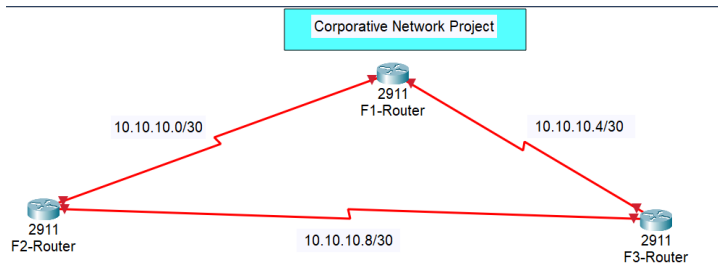 Corporative Network Project
2911
F1-Router
10.10.10.0/30
10.10.10.4/30
2911
F2-Router
10.10.10.8/30
2911
F3-Router